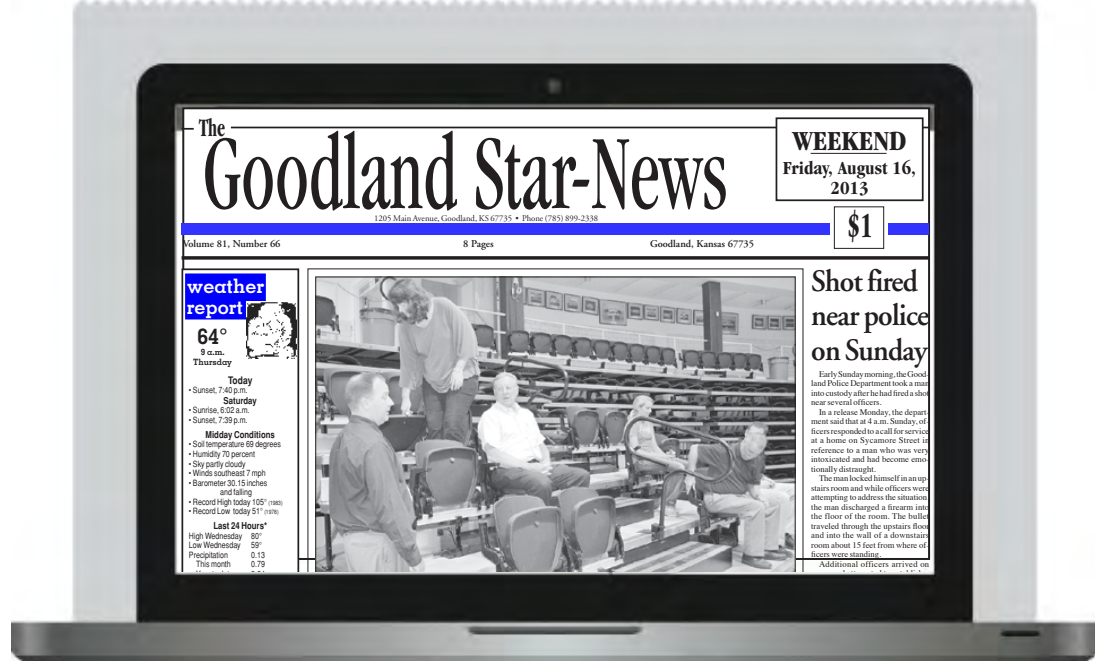 The
Goodland Star-News
1205 Main Avenue, Goodland, KS 67735 • Phone (785) 899-2338
WEEKEND
Friday, August 16,
2013
$1
Volume 81, Number 66
8 Pages
Goodland, Kansas 67735
weather
report
64°
9 a.m.
Thursday
Today
• Sunset, 7:40 p.m.
Saturday
• Sunrise, 6:02 a.m.
• Sunset, 7:39 p.m.
Midday Conditions
• Soil temperature 69 degrees
• Humidity 70 percent
• Sky partly cloudy
• Winds southeast 7 mph
• Barometer 30.15 inches
and falling
• Record High today 105° (1983)
• Record Low today 51° (1978)
Last 24 Hours*
High Wednesday 80°
Low Wednesday 59°
Precipitation 0.13
This month 0.79
Shot fired
near police
on Sunday
Early Sunday morning, the Good-
land Police Department took a man
into custody after he had fired a shot
near several officers.
In a release Monday, the depart-
ment said that at 4 a.m. Sunday, of-
ficers responded to a call for service
at a home on Sycamore Street in
reference to a man who was very
intoxicated and had become emo-
tionally distraught.
The man locked himself in an up-
stairs room and while officers were
attempting to address the situation,
the man discharged a firearm into
the floor of the room. The bullet
traveled through the upstairs floor
and into the wall of a downstairs
room about 15 feet from where of-
ficers were standing.
Additional officers arrived on